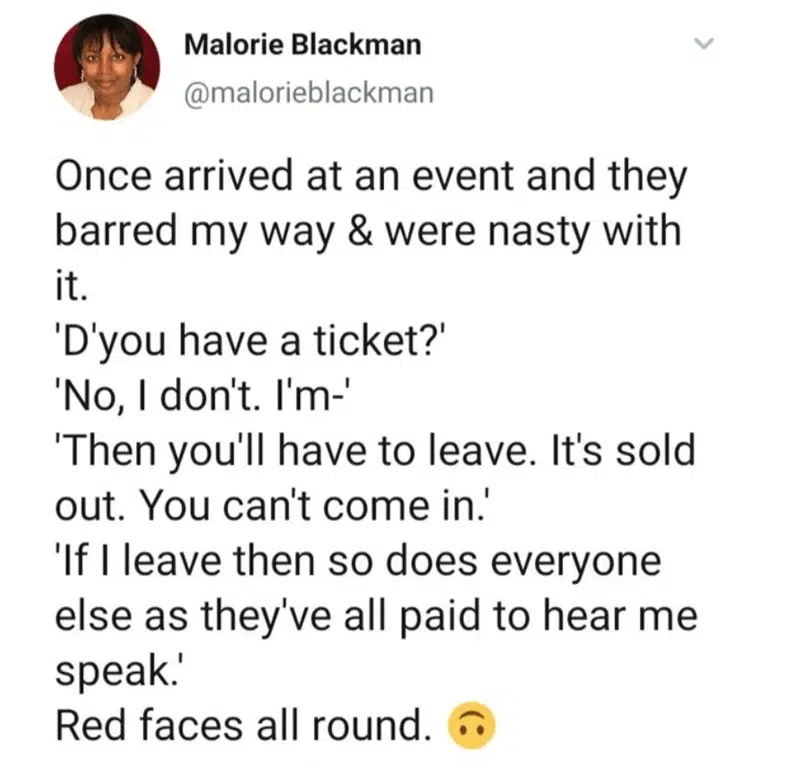 Malorie Blackman
@malorieblackman
Once arrived at an event and they
barred my way & were nasty with
it.
'D'you have a ticket?'
'No, I don't. I'm-'
'Then you'll have to leave. It's sold
out. You can't come in.'
'If I leave then so does everyone
else as they've all paid to hear me
speak.'
Red faces all round. 🙃